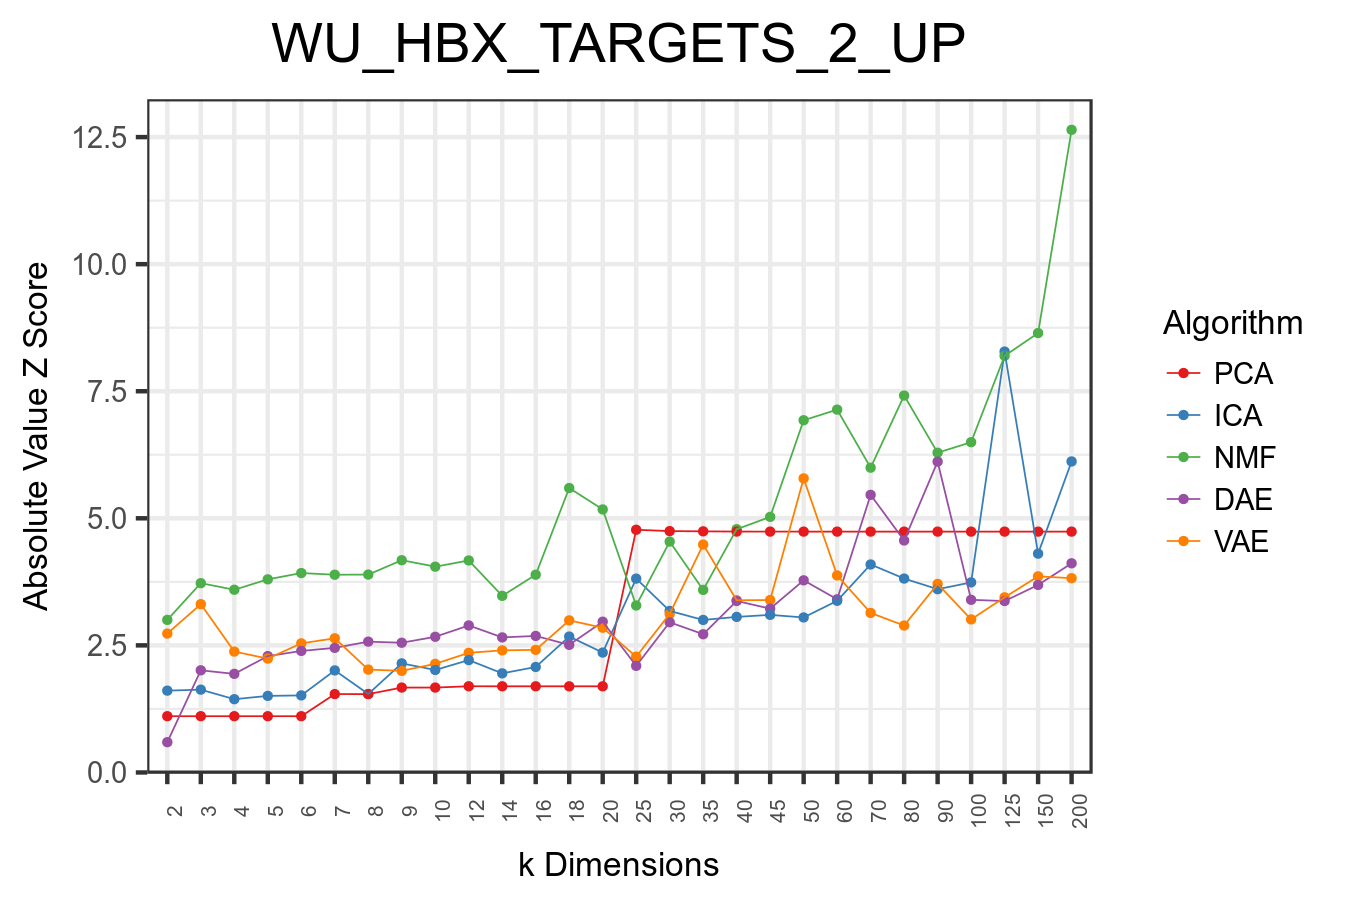 WU_HBX_TARGETS_2_UP
Absolute Value Z Score
12.5
10.0
7.5
5.0
2.5
0.0
2 3 4 5 6 7 8 9 10 12 14 16 18 20 25 30 35 40 45 50 60 70 80 90 100 125 150 200
k Dimensions
Algorithm
PCA
ICA
NMF
DAE
VAE